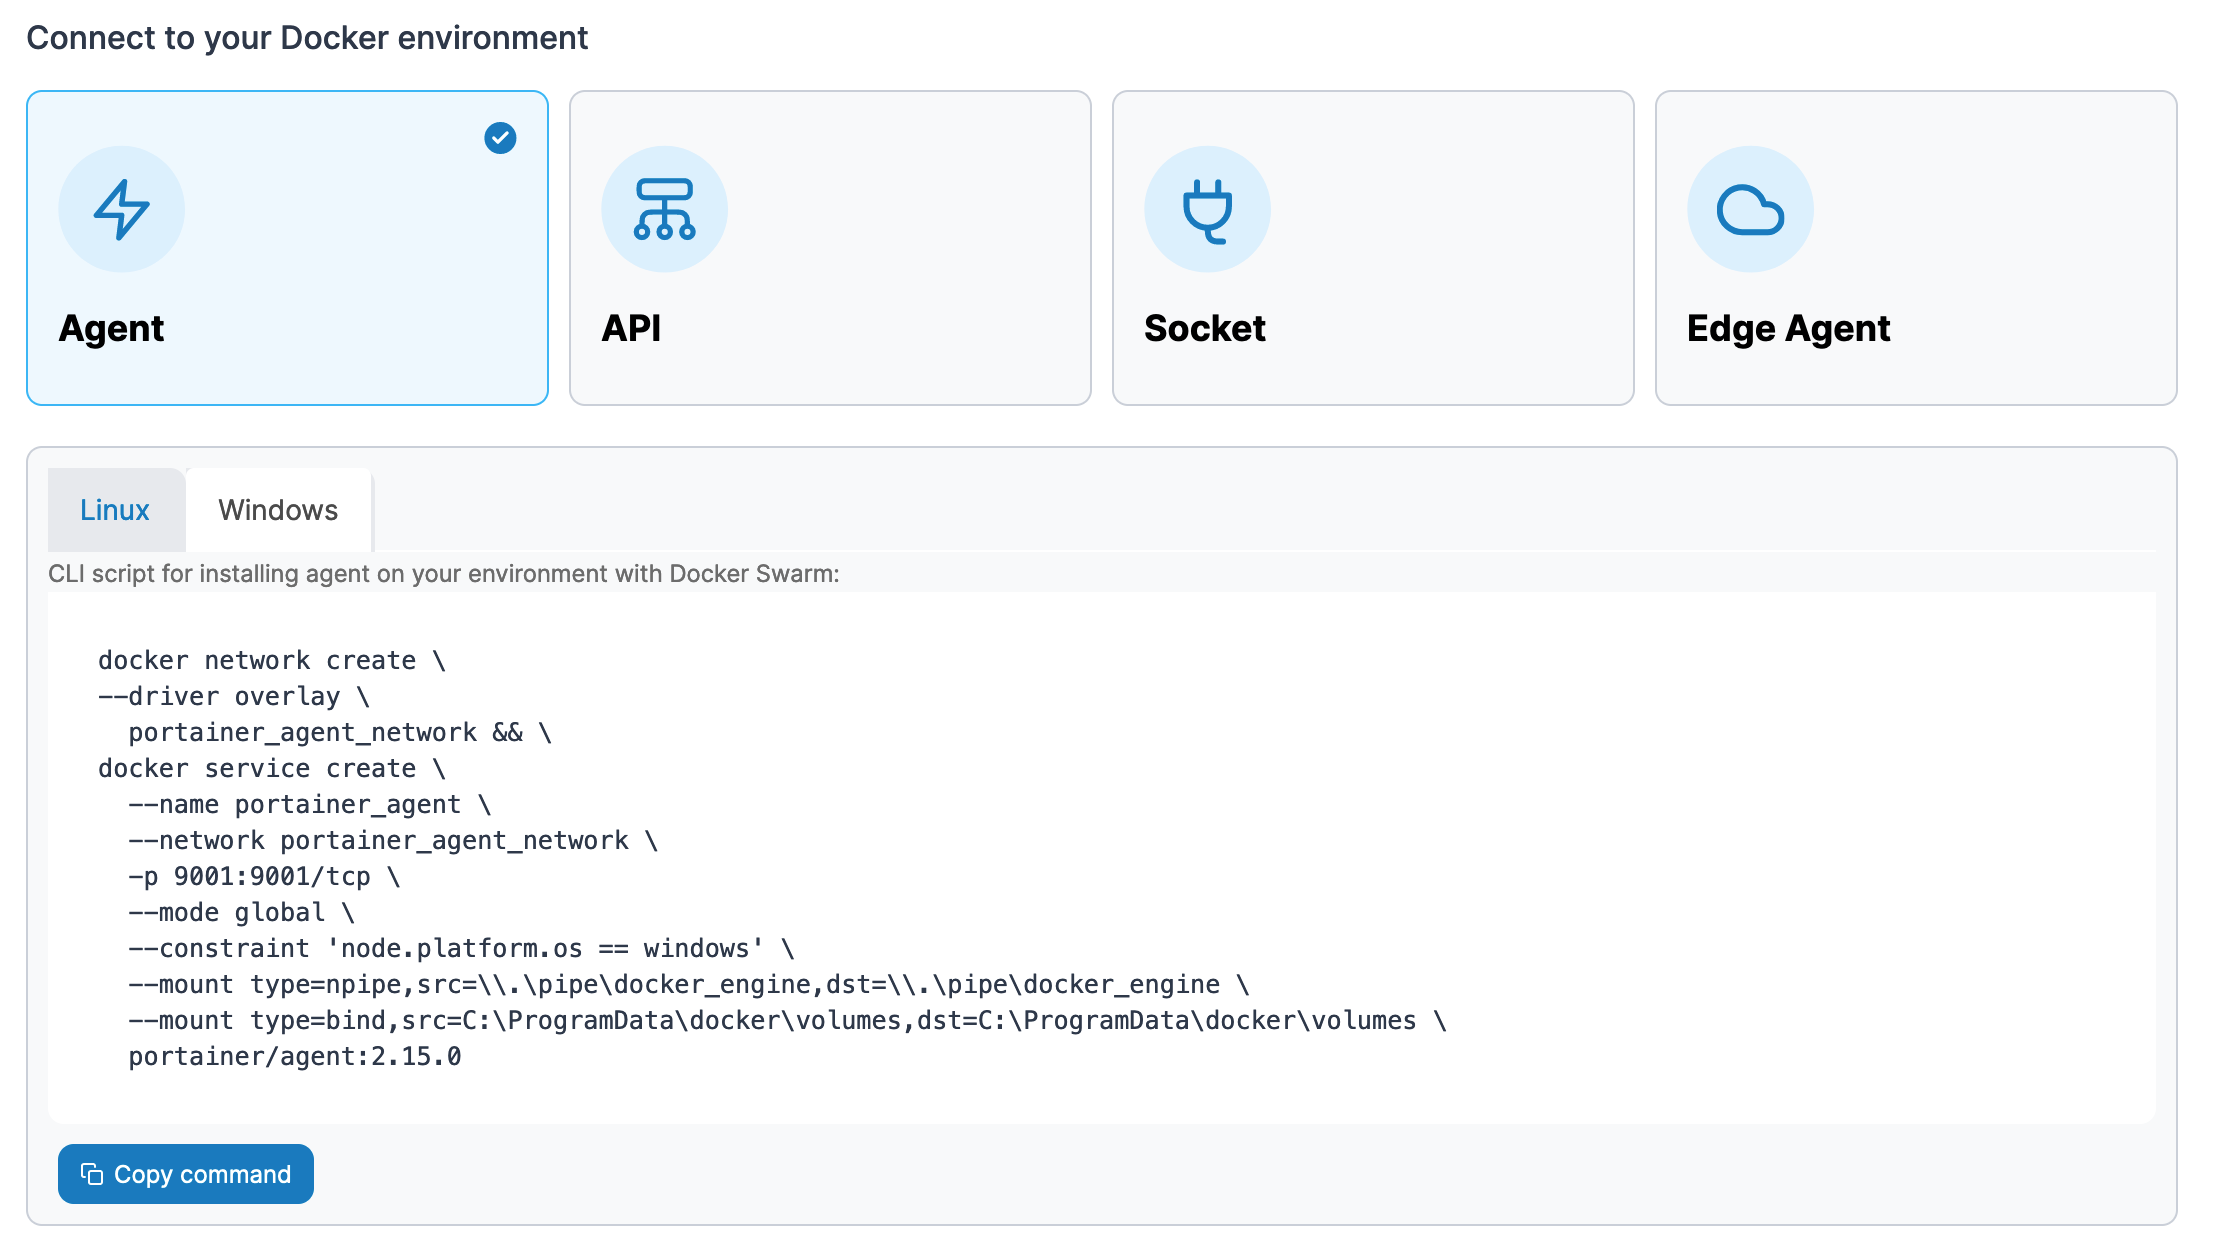 Connect to your Docker environment
Agent
API
Socket
Edge Agent
Linux
Windows
CLI script for installing agent on your environment with Docker Swarm:
docker network create \
--driver overlay \
  portainer_agent_network && \
docker service create \
  --name portainer_agent \
  --network portainer_agent_network \
  -p 9001:9001/tcp \
  --mode global \
  --constraint 'node.platform.os == windows' \
  --mount type=npipe,src=\\.\pipe\docker_engine,dst=\\.\pipe\docker_engine \
  --mount type=bind,src=C:\ProgramData\docker\volumes,dst=C:\ProgramData\docker\volumes \
  portainer/agent:2.15.0
Copy command